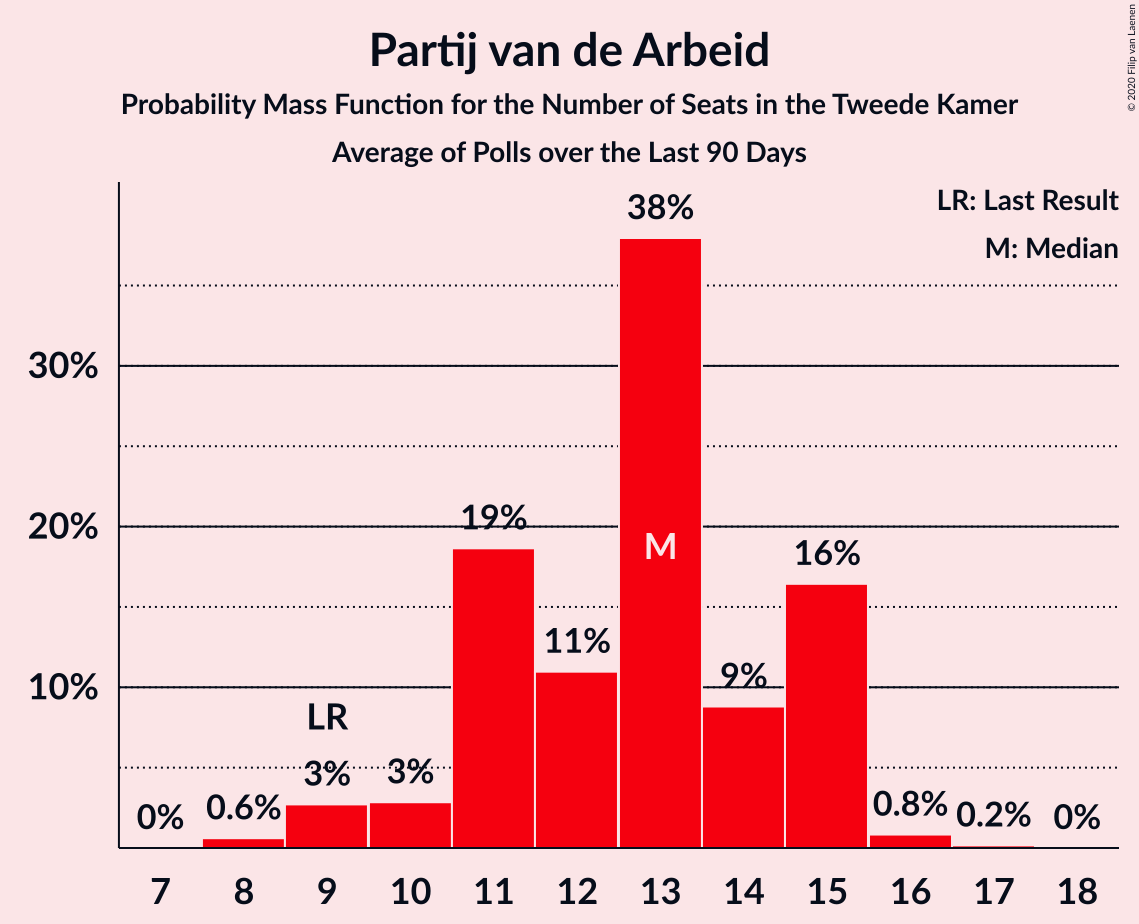 Partij van de Arbeid
Probability Mass Function for the Number of Seats in the Tweede Kamer
Average of Polls over the Last 90 Days
© 2020 Filip van Laenen
LR: Last Result
M: Median
38%
30%
20%
10%
19%
M
16%
11%
9%
LR
3%
3%
0%
0.6%
0.8%
0.2%
0%
7 8 9 10 11 12 13 14 15 16 17 18